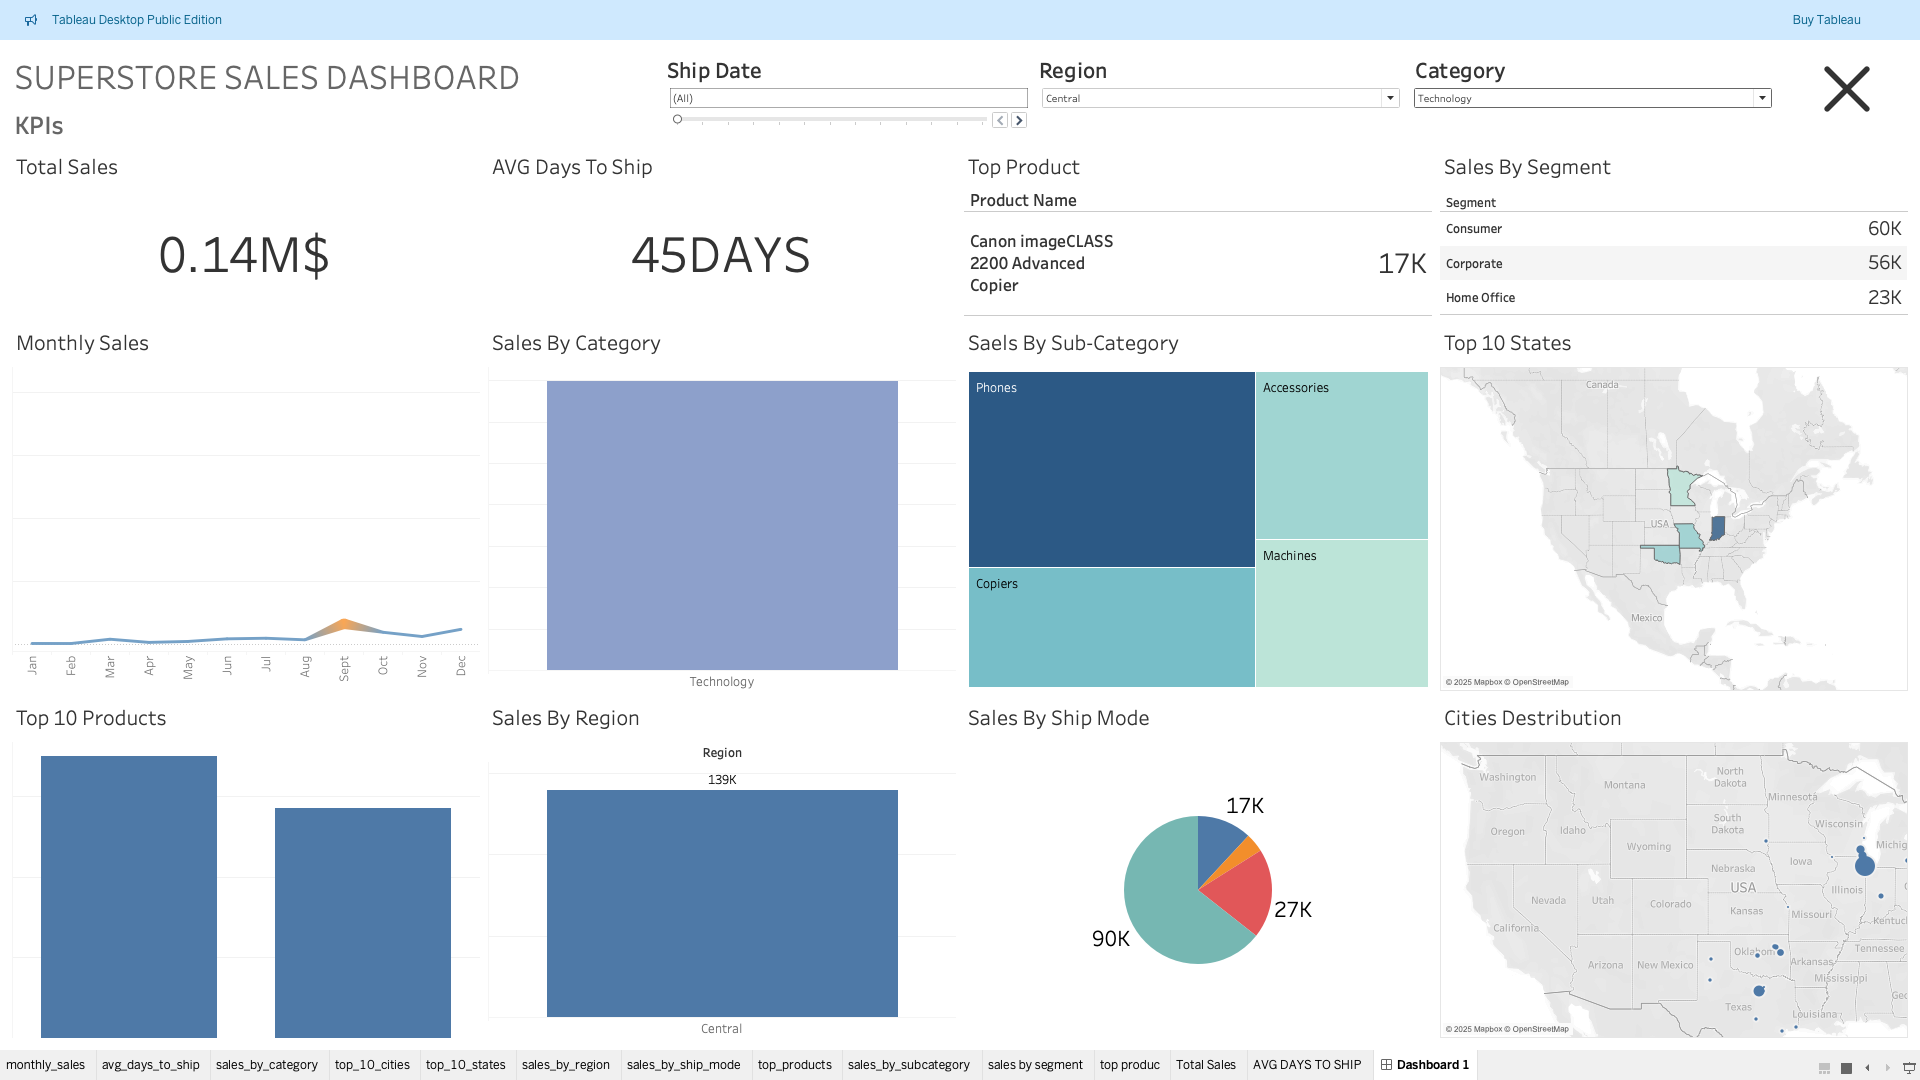 Tableau Desktop Public Edition
Buy Tableau
SUPERSTORE SALES DASHBOARD
KPIs
Ship Date
(All)
Region
Central
Category
Technology
Total Sales
0.14M$
AVG Days To Ship
45DAYS
Top Product
Product Name
Canon imageCLASS
2200 Advanced
Copier
17K
Sales By Segment
Segment
Consumer 60K
Corporate 56K
Home Office 23K
Monthly Sales
Jan Feb Mar Apr May Jun Jul Aug Sept Oct Nov Dec
Sales By Category
Technology
Saels By Sub-Category
Phones
Accessories
Copiers
Machines
Top 10 States
Canada
USA
Mexico
© 2025 Mapbox © OpenStreetMap
Top 10 Products
Sales By Region
Region
139K
Central
Sales By Ship Mode
17K
27K
90K
Cities Destribution
Washington
Montana
North
Dakota
Minnesota
Oregon
Idaho
South
Dakota
Wisconsin
Wyoming
Michig
Nebraska
Iowa
USA
Illinois
Nevada
Utah
Colorado
Kansas
Missouri
Kentuc
California
Oklahom
Tennessee
Arizona
New Mexico
Arkansas
Mississippi
Texas
Louisiana
Geo
© 2025 Mapbox © OpenStreetMap
monthly_sales avg_days_to_ship sales_by_category top_10_cities top_10_states sales_by_region sales_by_ship_mode top_products sales_by_subcategory sales by segment top produc Total Sales AVG DAYS TO SHIP Dashboard 1